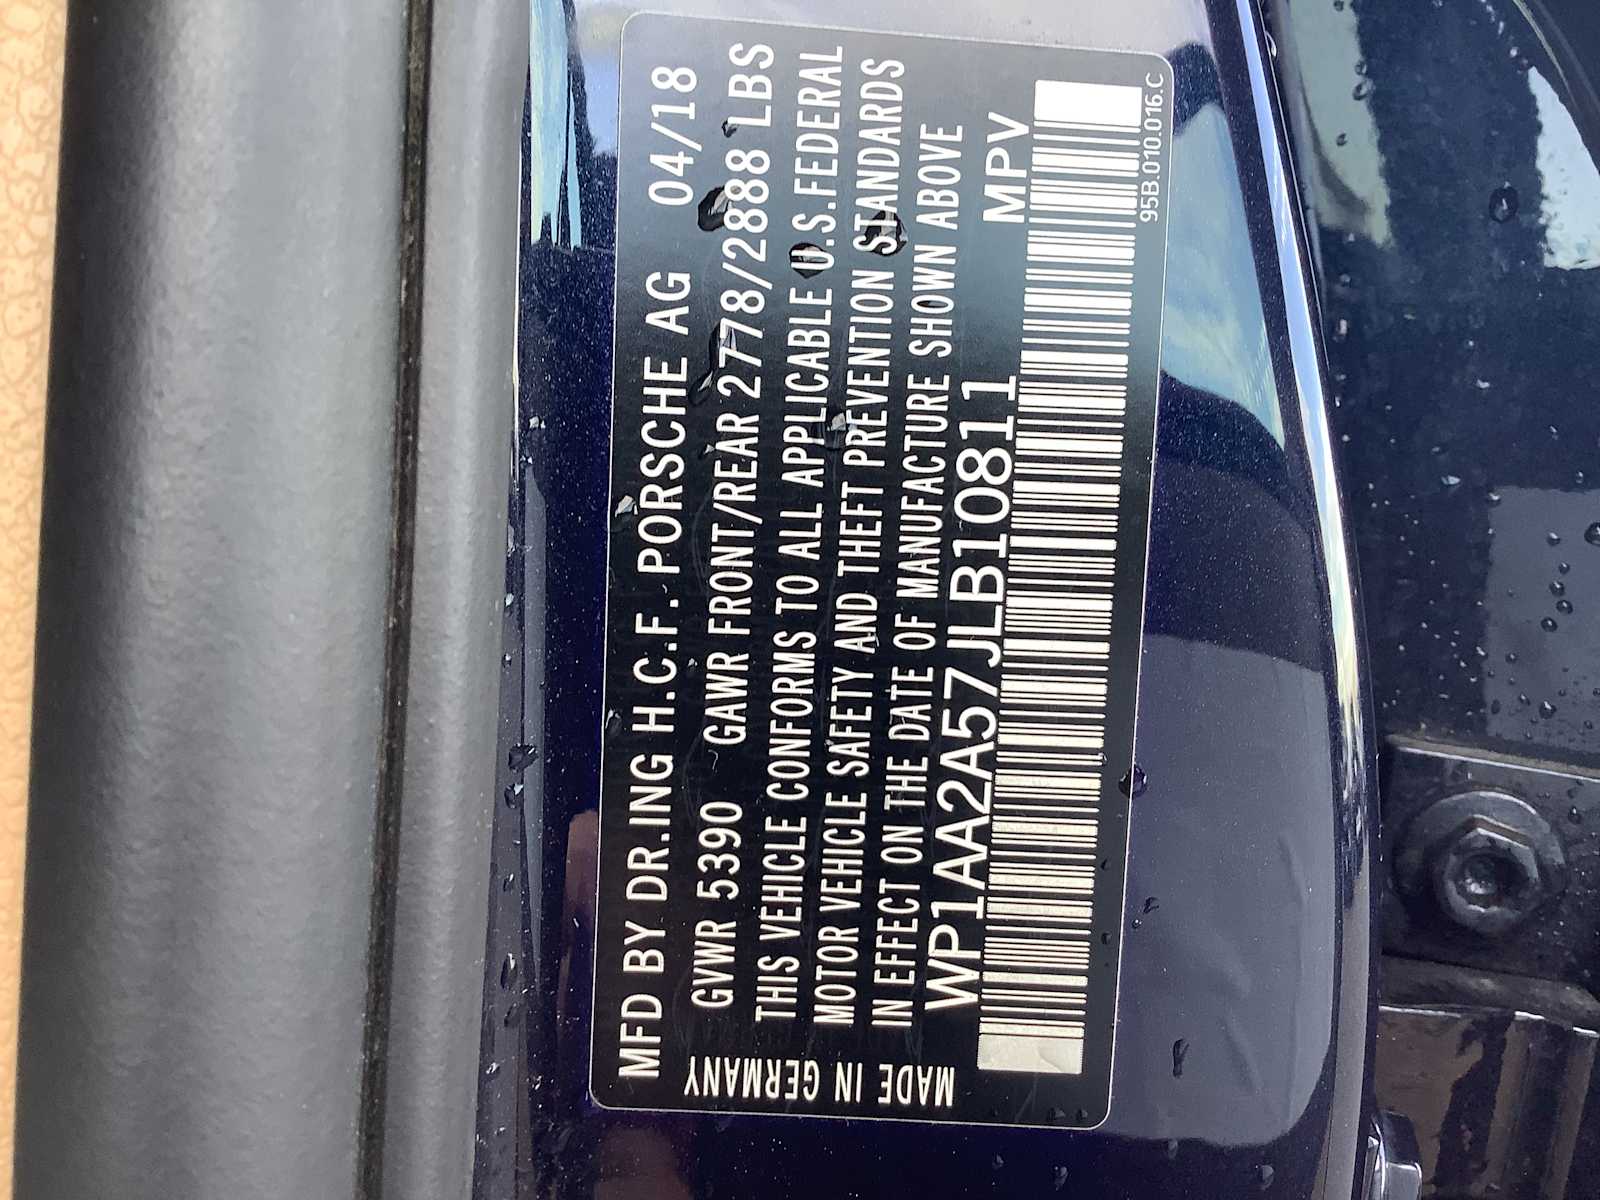 MFD BY DR.ING H.C.F. PORSCHE AG 04/18
GVWR 5390 GAWR FRONT/REAR 2778/2888 LBS
THIS VEHICLE CONFORMS TO ALL APPLICABLE U.S.FEDERAL
MOTOR VEHICLE SAFETY AND THEFT PREVENTION STANDARDS
IN EFFECT ON THE DATE OF MANUFACTURE SHOWN ABOVE
WP1AA2A57JLB10811 MPV
MADE IN GERMANY
95B.010.016.C